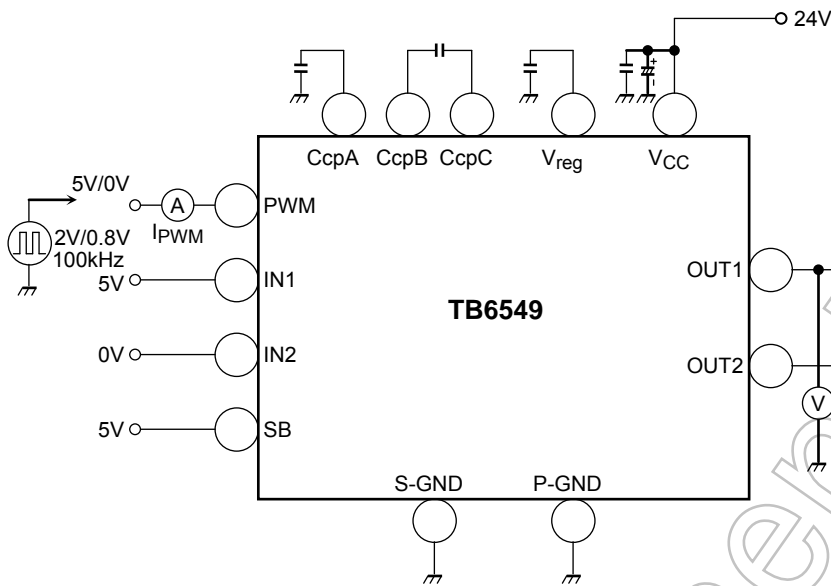 24V
CcpA CcpB CcpC Vreg VCC
5V/0V
A
PWM
IPWM
2V/0.8V
100kHz
5V
IN1
OUT1
TB6549
0V
IN2
OUT2
V
5V
SB
S-GND P-GND